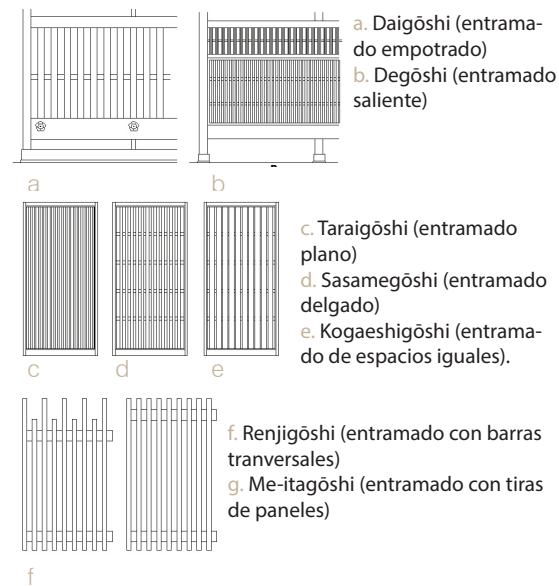 a. Daigōshi (entrama-
do empotrado)
b. Degōshi (entramado
saliente)
a
b
c. Taraigōshi (entramado
plano)
d. Sasamegōshi (entramado
delgado)
e. Kogaeshigōshi (entrama-
do de espacios iguales).
c
d
e
f. Renjigōshi (entramado con barras
tranversales)
g. Me-itagōshi (entramado con tiras
de paneles)
f